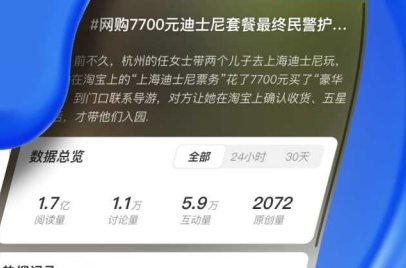 #网购7700元迪士尼套餐最终民警护...
前不久，杭州的任女士带两个儿子去上海迪士尼玩，
在淘宝上的“上海迪士尼票务”花了7700元买了“豪华
到门口联系导游，对方让她在淘宝上确认收货、五星
，才带他们入园.
数据总览 全部 24小时 30天
1.7亿 1.1万 5.9万 2072
阅读量 讨论量 互动量 原创量